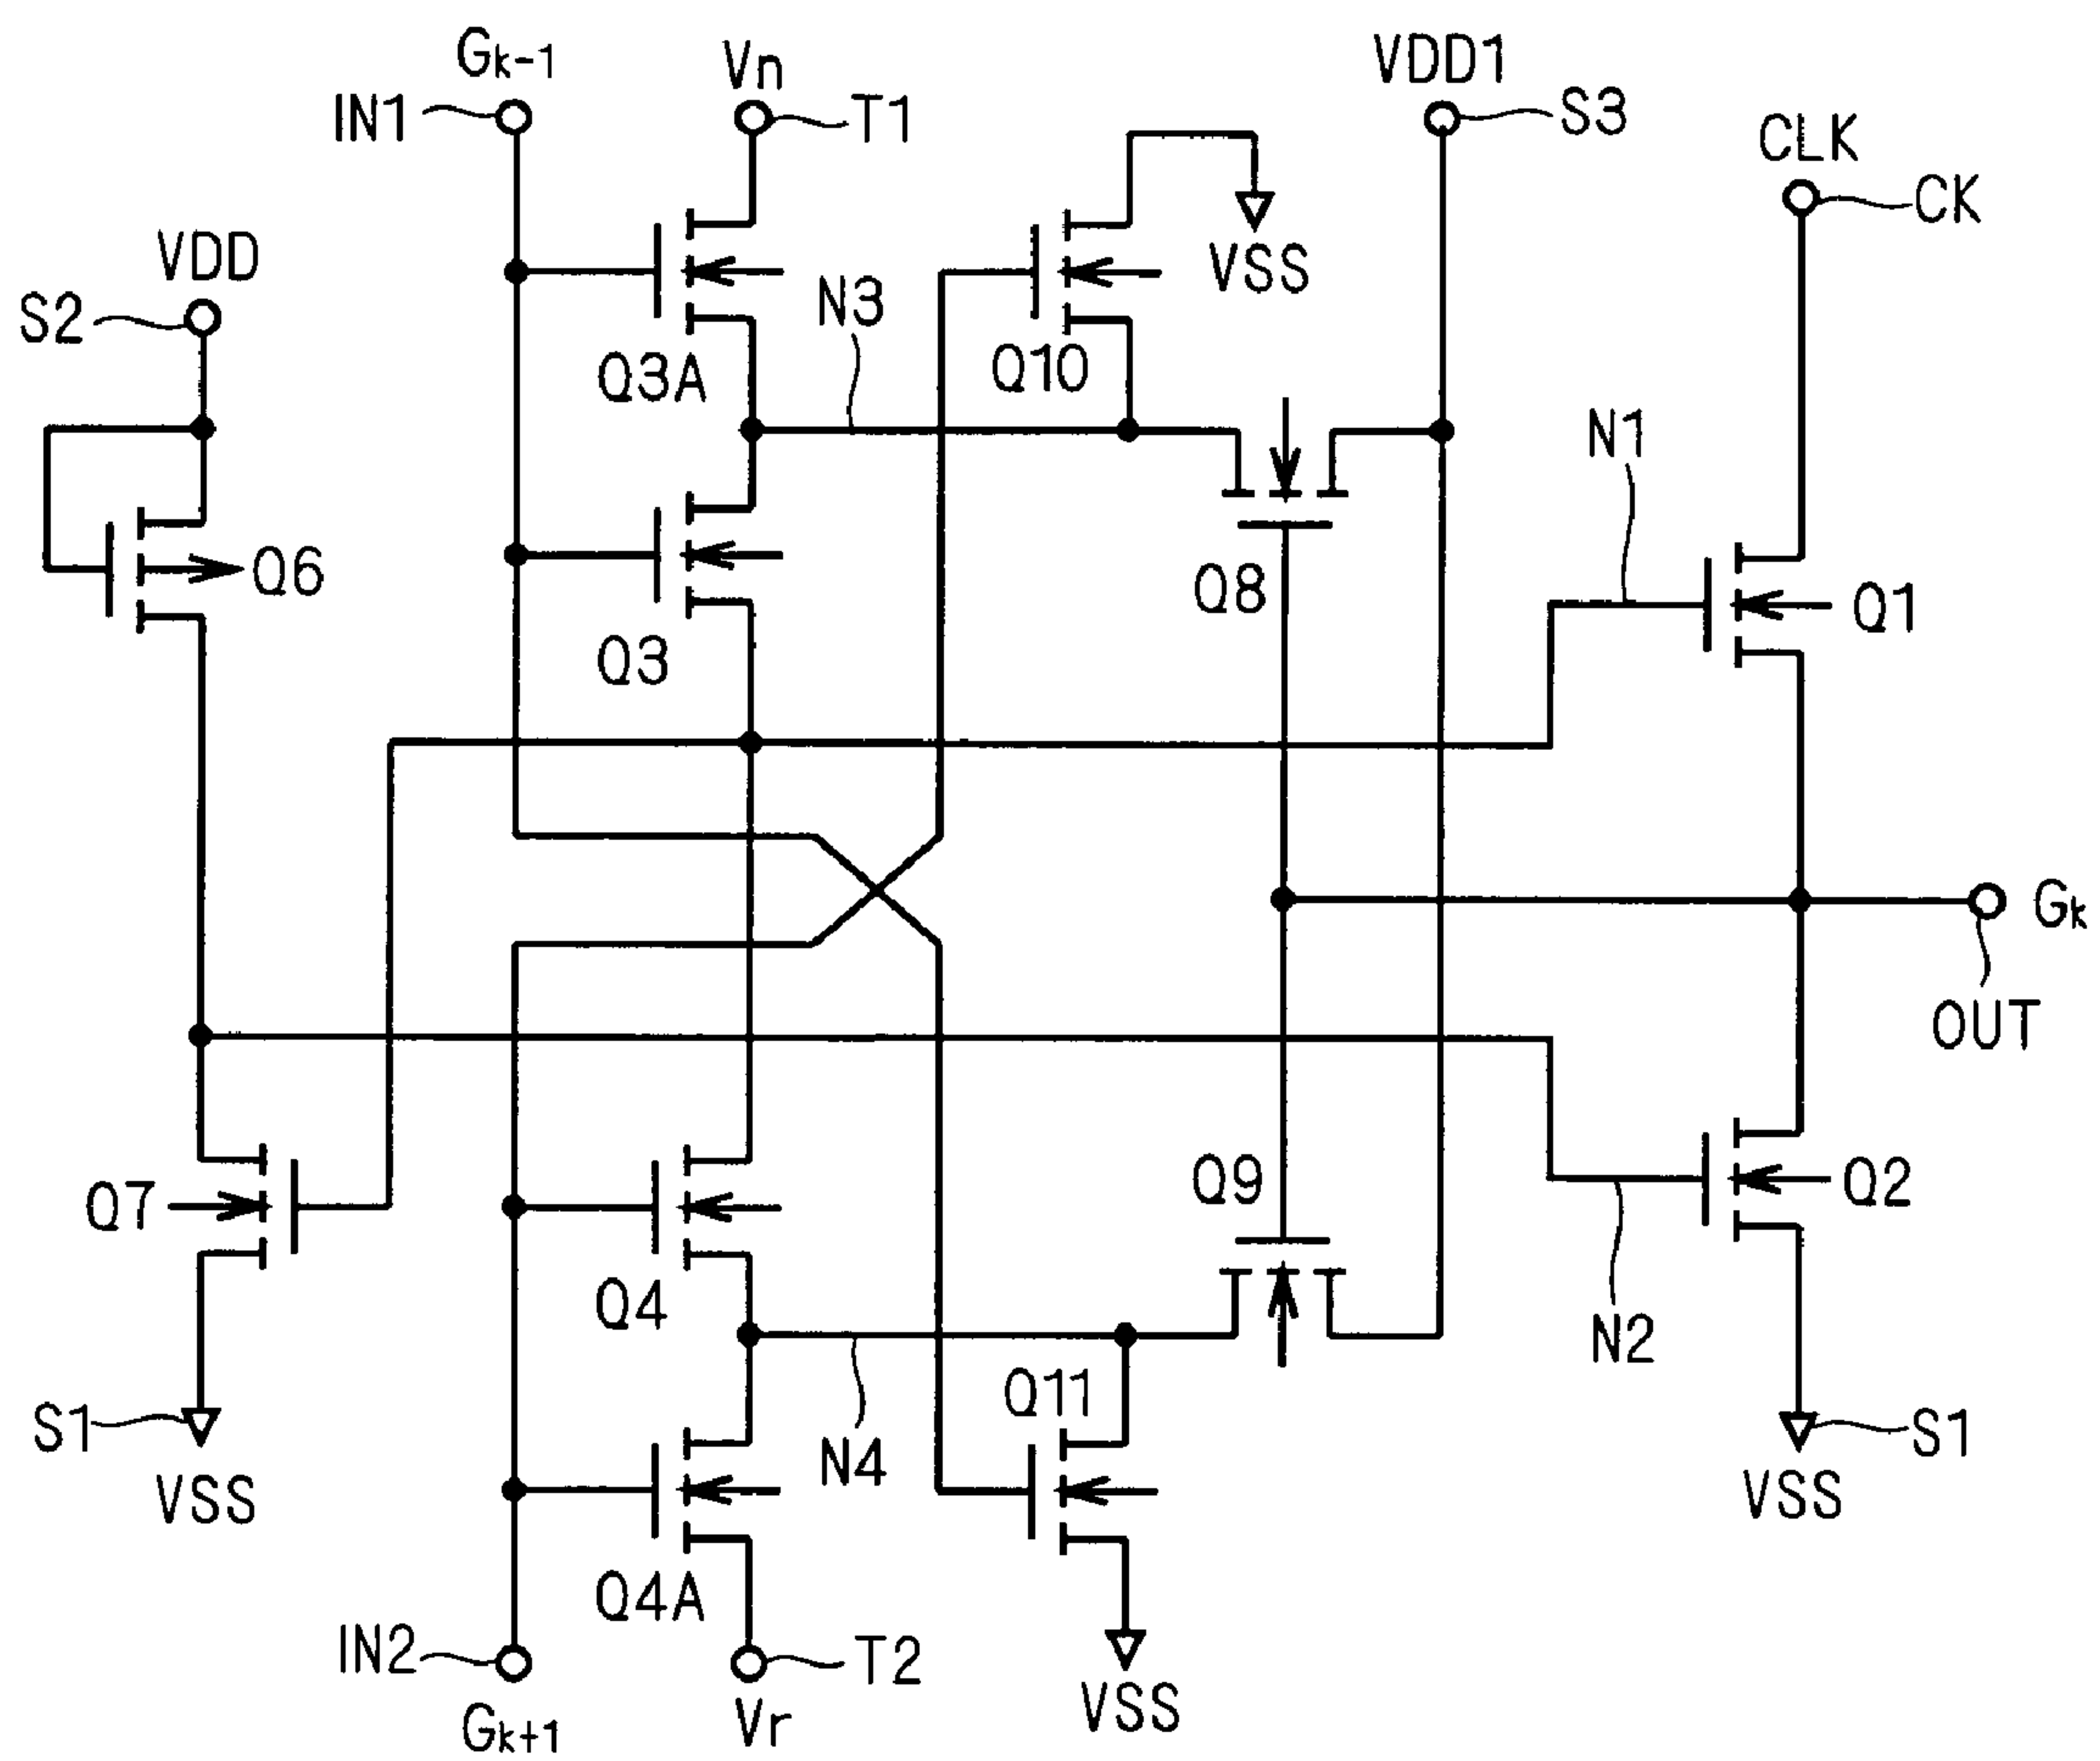 Gk-1
Vn
VDD1
IN1
T1
S3
CLK
CK
VDD
VSS
S2
N3
Q3A
Q10
N1
Q6
Q8
Q1
Q3
Gk
OUT
Q7
Q9
Q2
Q4
N2
Q11
S1
N4
S1
VSS
VSS
Q4A
IN2
T2
VSS
Gk+1
Vr